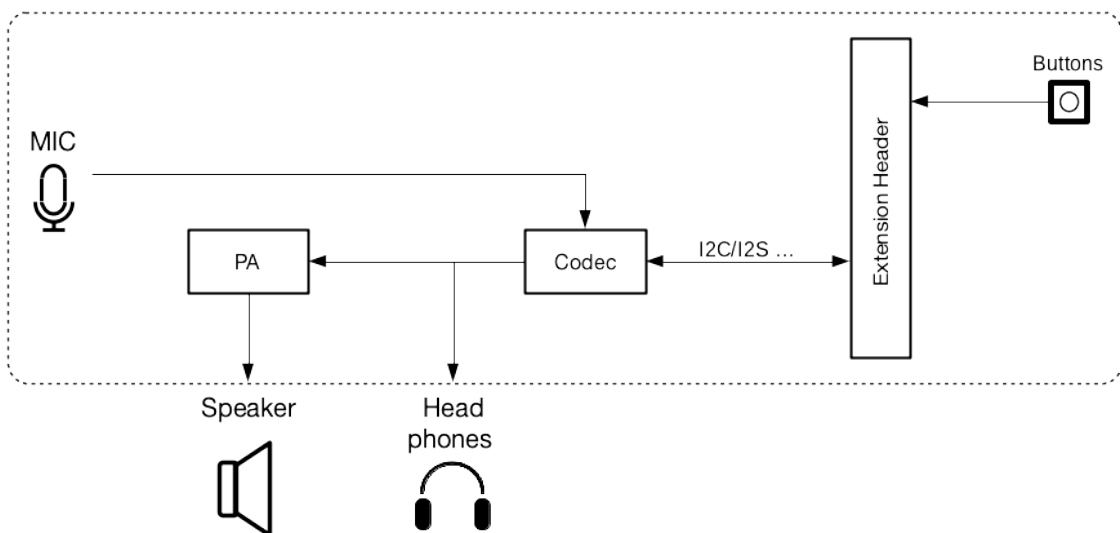 Buttons
MIC
Extension Header
I2C/I2S ...
PA
Codec
Speaker
Head
phones